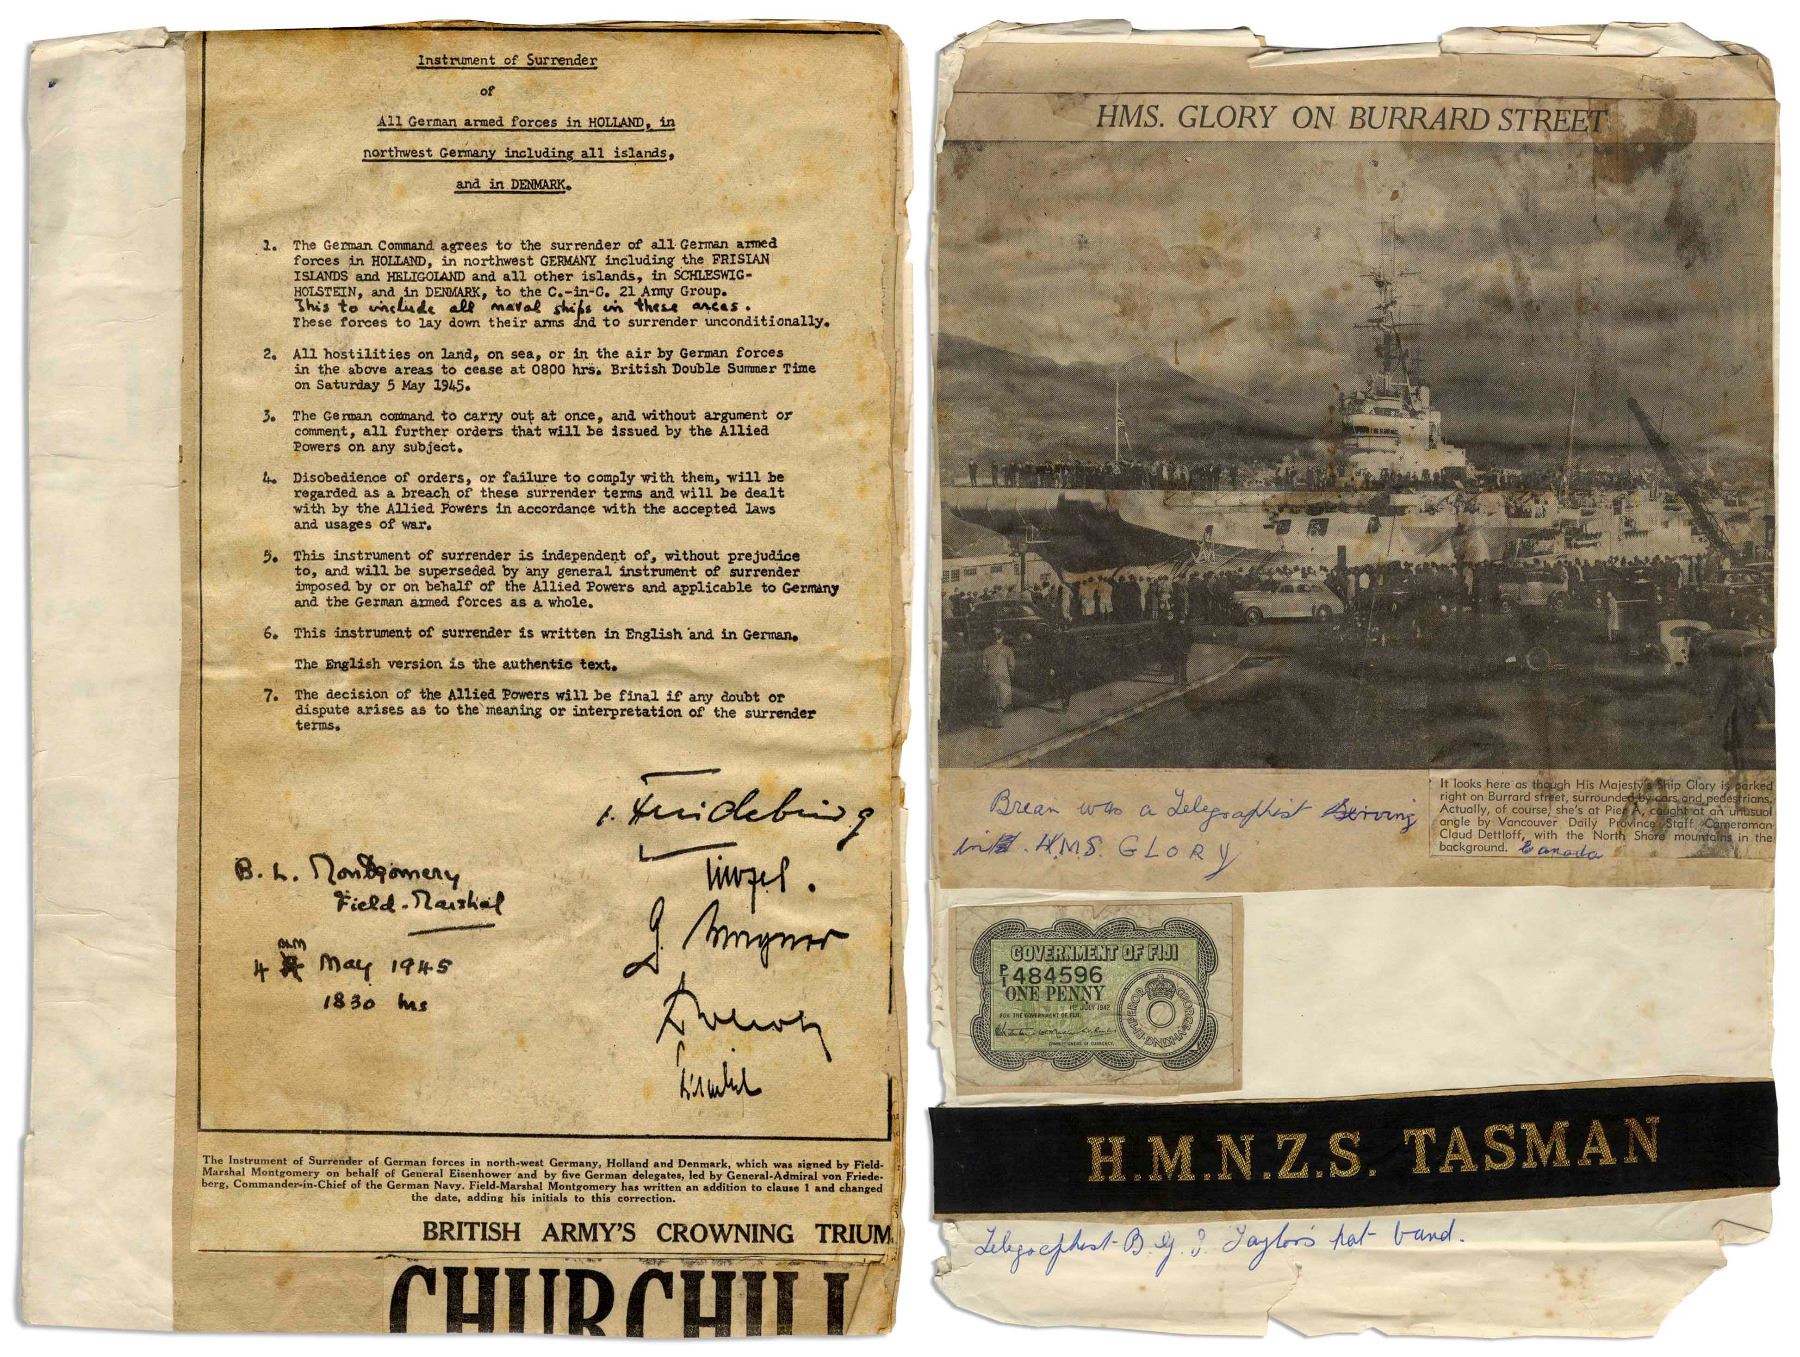 Instrument of Surrender
of
All German armed forces in HOLLAND, in
northwest Germany including all islands,
and in DENMARK.
1. The German Command agrees to the surrender of all German armed
forces in HOLLAND, in northwest GERMANY including the FRISIAN
ISLANDS and HELIGOLAND and all other islands, in SCHLESWIG-
HOLSTEIN, and in DENMARK, to the C.-in-C. 21 Army Group.
This to include all naval ships in these areas.
These forces to lay down their arms and to surrender unconditionally.
2. All hostilities on land, on sea, or in the air by German forces
in the above areas to cease at 0800 hrs. British Double Summer Time
on Saturday 5 May 1945.
3. The German command to carry out at once, and without argument or
comment, all further orders that will be issued by the Allied
Powers on any subject.
4. Disobedience of orders, or failure to comply with them, will be
regarded as a breach of these surrender terms and will be dealt
with by the Allied Powers in accordance with the accepted laws
and usages of war.
5. This instrument of surrender is independent of, without prejudice
to, and will be superseded by any general instrument of surrender
imposed by or on behalf of the Allied Powers and applicable to Germany
and the German armed forces as a whole.
6. This instrument of surrender is written in English and in German.
The English version is the authentic text.
7. The decision of the Allied Powers will be final if any doubt or
dispute arises as to the meaning or interpretation of the surrender
terms.
B. L. Montgomery
Field-Marshal
4 May 1945
1830 hrs
The Instrument of Surrender of German forces in north-west Germany, Holland and Denmark, which was signed by Field-
Marshal Montgomery on behalf of General Eisenhower and by five German delegates, led by General-Admiral von Friede-
berg, Commander-in-Chief of the German Navy. Field-Marshal Montgomery has written an addition to clause 1 and changed
the date, adding his initials to this correction.
BRITISH ARMY'S CROWNING TRIUM
CHURCHILL
HMS. GLORY ON BURRARD STREET
It looks here as though His Majesty's Ship Glory is parked
right on Burrard street, surrounded by cars and pedestrians.
Actually, of course, she's at Pier A, caught at an unusual
angle by Vancouver Daily Province Staff Cameraman
Claud Dettloff, with the North Shore mountains in the
background. Canada
Brean was a Telegraphist Serving
in H.M.S. GLORY
GOVERNMENT OF FIJI
P/1 484596
ONE PENNY
1ST JULY 1942
FOR THE GOVERNMENT OF FIJI.
COMMISSIONERS OF CURRENCY.
GEORGE VI KING EMPEROR
H.M.N.Z.S. TASMAN
Telegraphist B. G. J. Taylor's hat band.